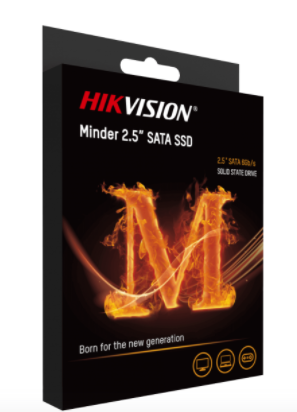 HIKVISION®
Minder 2.5" SATA SSD
2.5" SATA 6Gb/s
SOLID STATE DRIVE
M
Born for the new generation